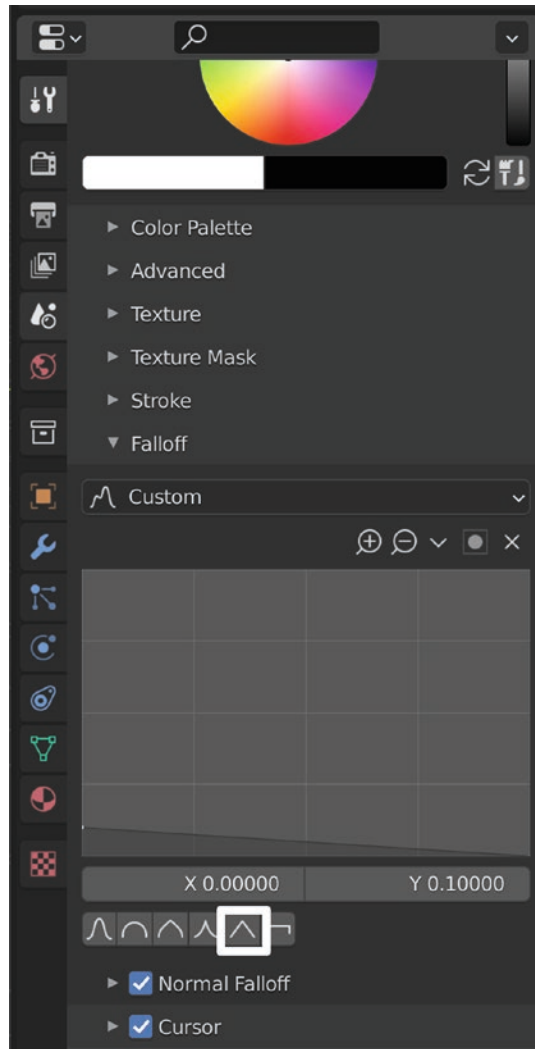 Color Palette
Advanced
Texture
Texture Mask
Stroke
Falloff
Custom
X 0.00000 Y 0.10000
Normal Falloff
Cursor